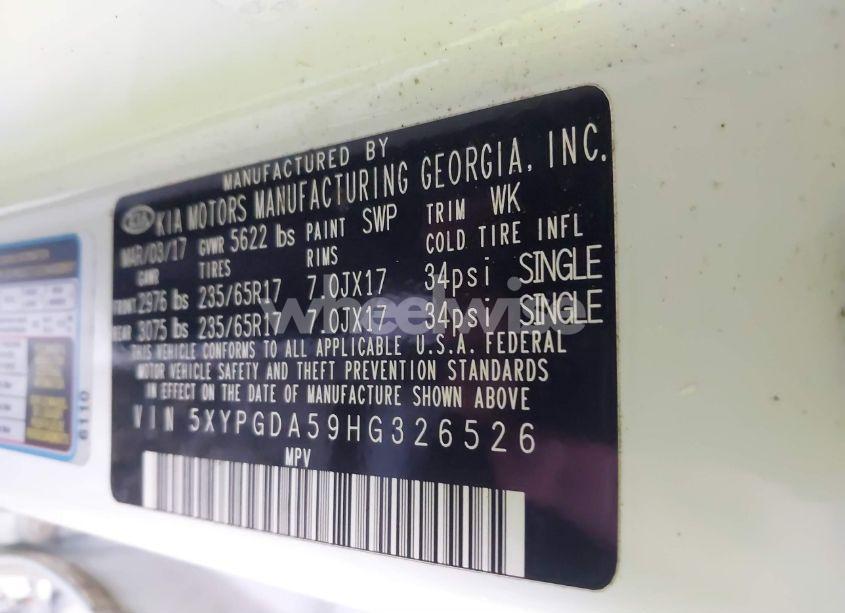 MANUFACTURED BY
KIA KIA MOTORS MANUFACTURING GEORGIA, INC.
MAR/03/17 GVWR 5622 lbs PAINT SWP TRIM WK
GAWR TIRES RIMS COLD TIRE INFL
FRONT 2976 lbs 235/65R17 7.0JX17 34psi SINGLE
REAR 3075 lbs 235/65R17 7.0JX17 34psi SINGLE
wheelwipe
THIS VEHICLE CONFORMS TO ALL APPLICABLE U.S.A. FEDERAL
MOTOR VEHICLE SAFETY AND THEFT PREVENTION STANDARDS
IN EFFECT ON THE DATE OF MANUFACTURE SHOWN ABOVE
VIN 5XYPGDA59HG326526
MPV
6110